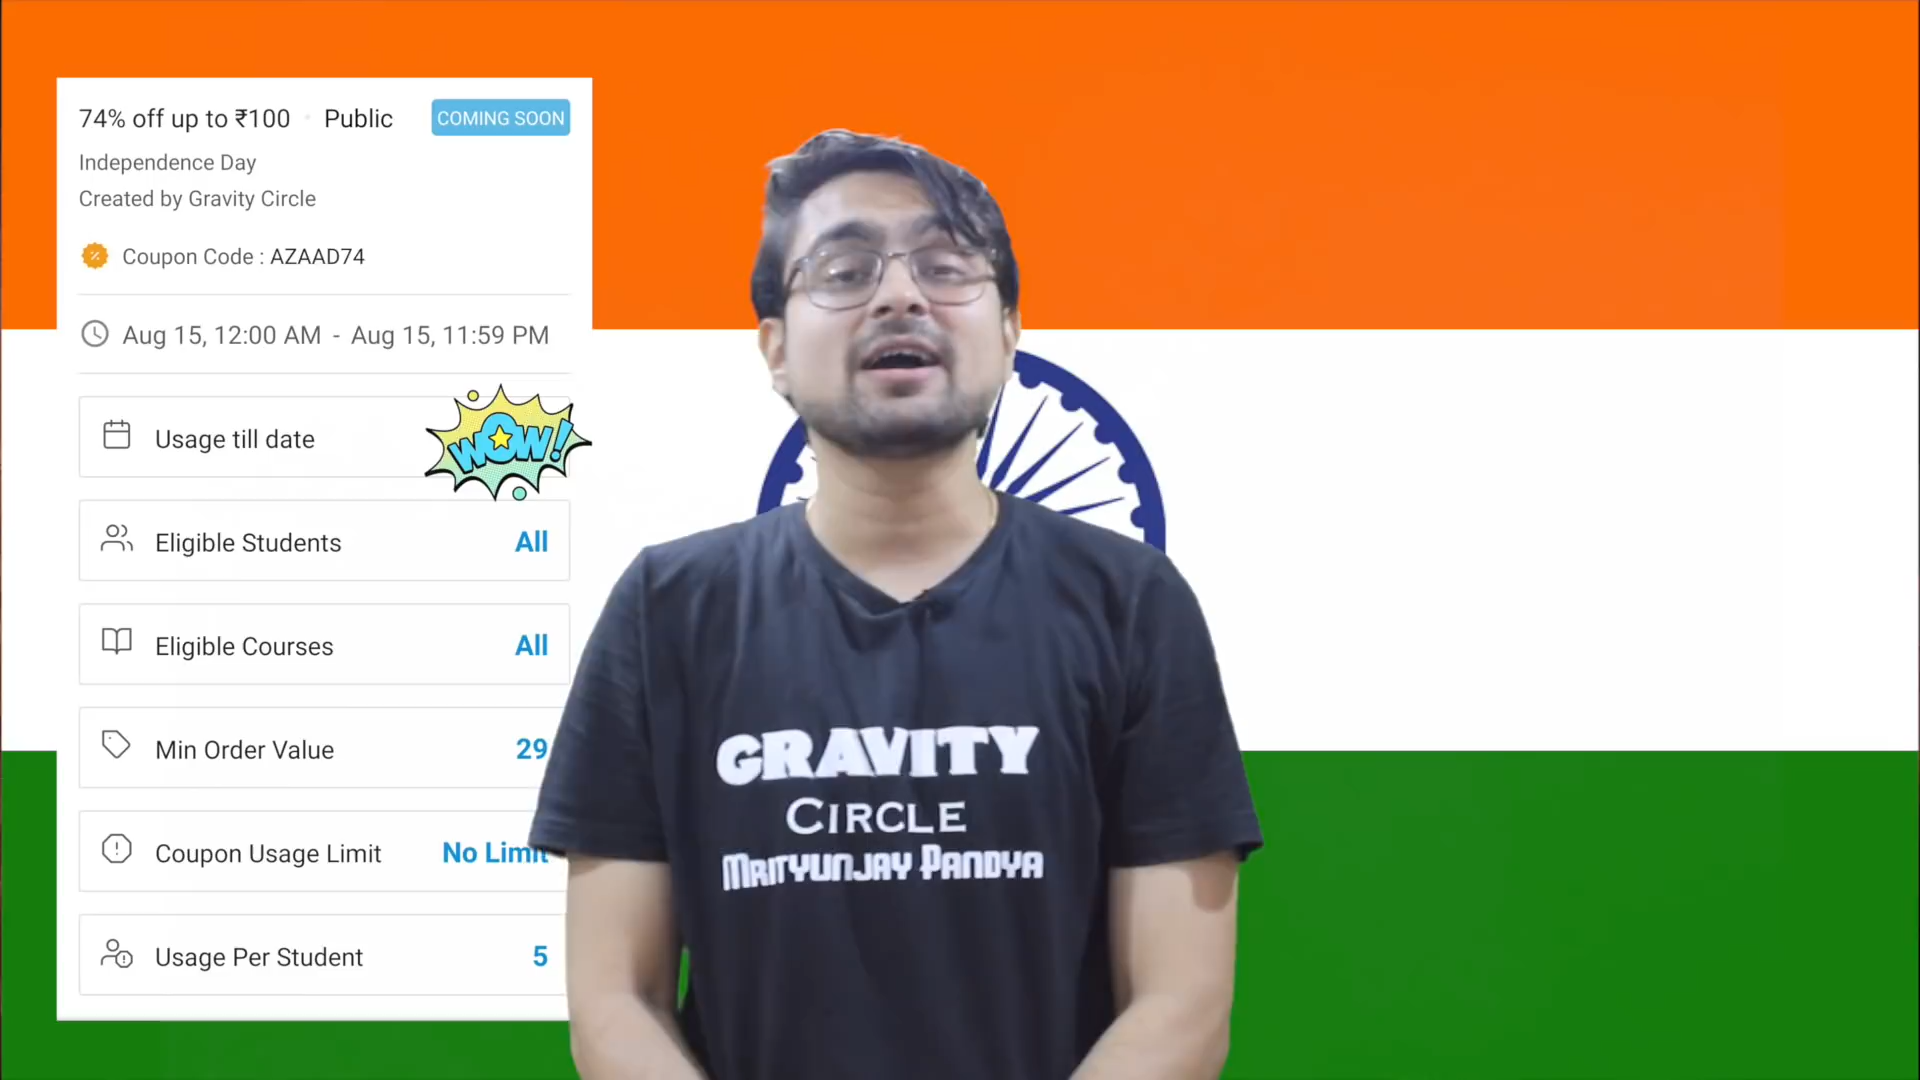 74% off up to ₹100 • Public COMING SOON
Independence Day
Created by Gravity Circle
Coupon Code : AZAAD74
Aug 15, 12:00 AM - Aug 15, 11:59 PM
Usage till date
WOW!
Eligible Students All
Eligible Courses All
Min Order Value 29
Coupon Usage Limit No Limit
Usage Per Student 5
GRAVITY
CIRCLE
MRITYUNJAY PANDYA